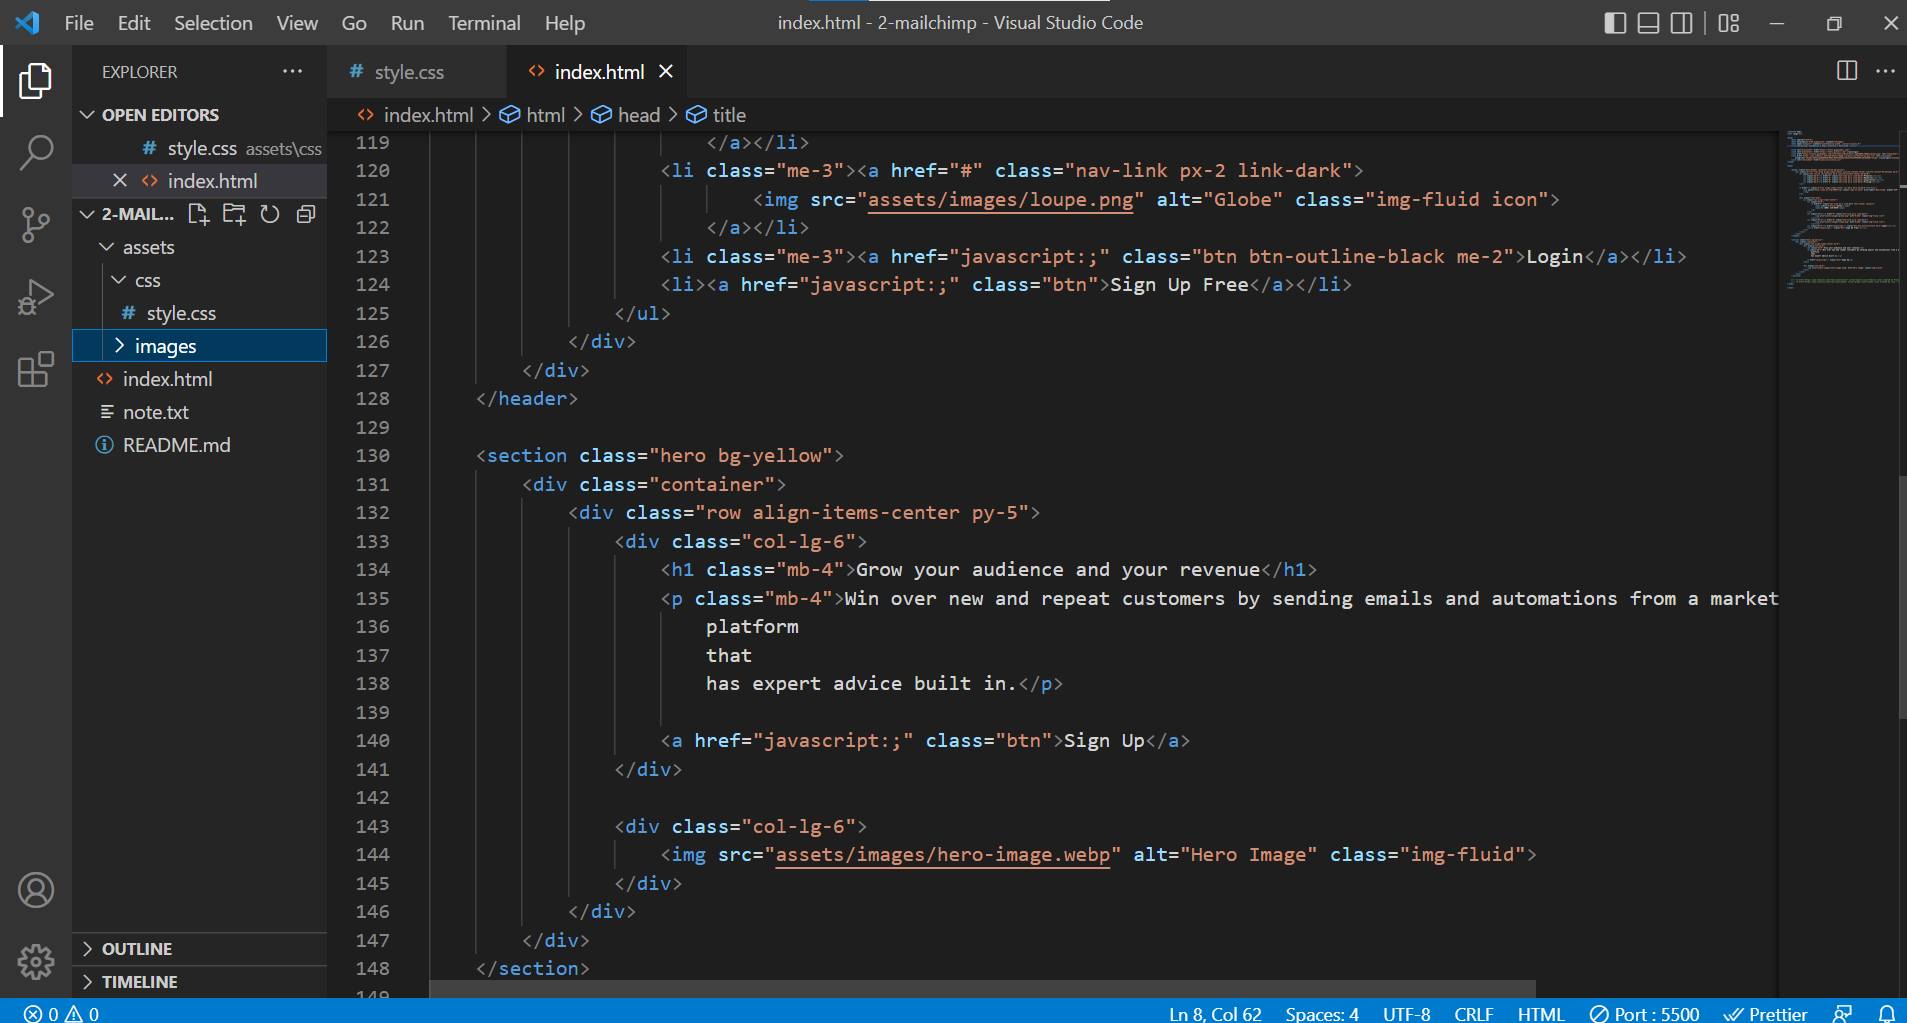 File Edit Selection View Go Run Terminal Help index.html - 2-mailchimp - Visual Studio Code
EXPLORER
OPEN EDITORS
# style.css assets\css
index.html
2-MAIL...
assets
css
# style.css
images
index.html
note.txt
README.md
OUTLINE
TIMELINE
# style.css index.html
index.html > html > head > title
119 </a></li>
120 <li class="me-3"><a href="#" class="nav-link px-2 link-dark">
121 <img src="assets/images/loupe.png" alt="Globe" class="img-fluid icon">
122 </a></li>
123 <li class="me-3"><a href="javascript:;" class="btn btn-outline-black me-2">Login</a></li>
124 <li><a href="javascript:;" class="btn">Sign Up Free</a></li>
125 </ul>
126 </div>
127 </div>
128 </header>
129
130 <section class="hero bg-yellow">
131 <div class="container">
132 <div class="row align-items-center py-5">
133 <div class="col-lg-6">
134 <h1 class="mb-4">Grow your audience and your revenue</h1>
135 <p class="mb-4">Win over new and repeat customers by sending emails and automations from a market
136 platform
137 that
138 has expert advice built in.</p>
139
140 <a href="javascript:;" class="btn">Sign Up</a>
141 </div>
142
143 <div class="col-lg-6">
144 <img src="assets/images/hero-image.webp" alt="Hero Image" class="img-fluid">
145 </div>
146 </div>
147 </div>
148 </section>
149
0 0 Ln 8, Col 62 Spaces: 4 UTF-8 CRLF HTML Port : 5500 Prettier